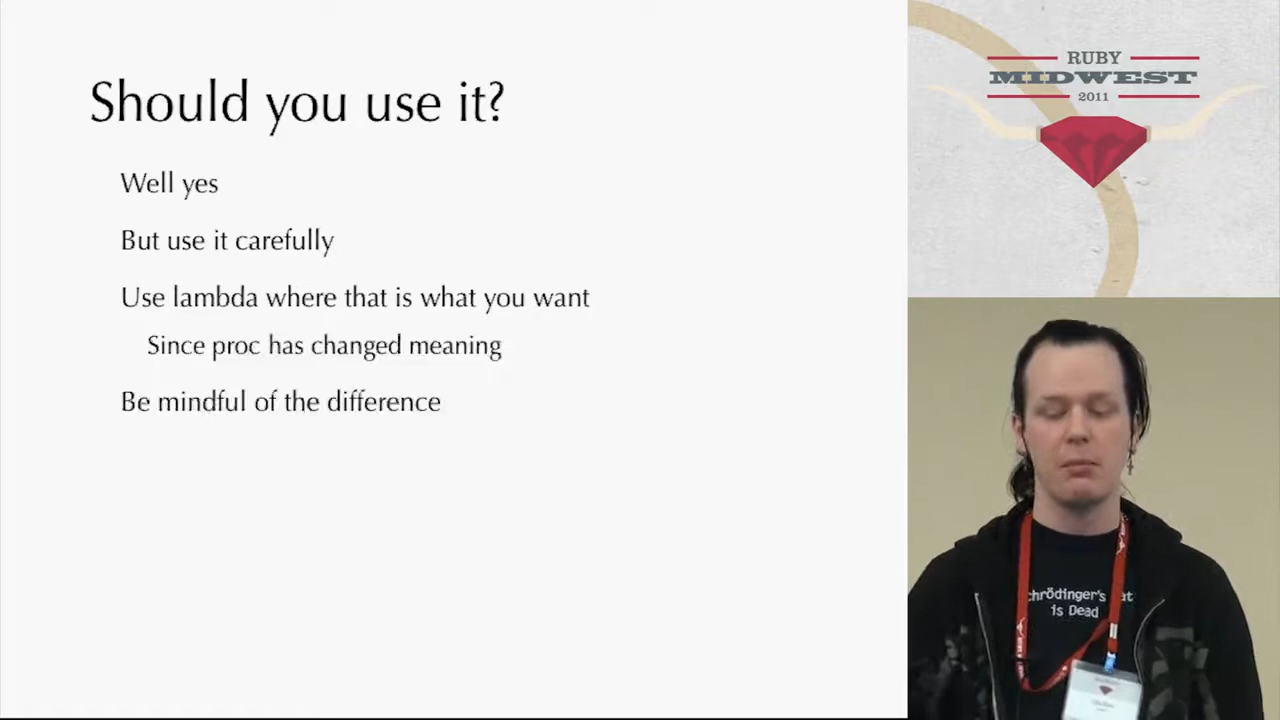 Should you use it?
Well yes
But use it carefully
Use lambda where that is what you want
Since proc has changed meaning
Be mindful of the difference
RUBY
MIDWEST
2011
is Dead